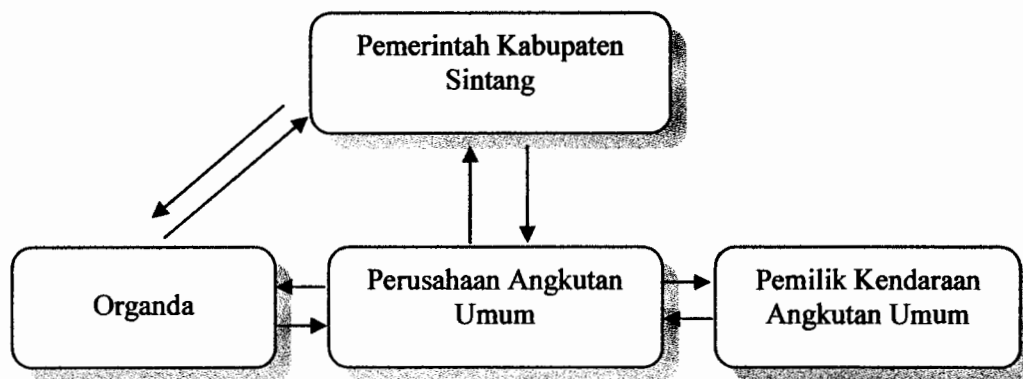 Pemerintah Kabupaten
Sintang
Organda
Perusahaan Angkutan
Umum
Pemilik Kendaraan
Angkutan Umum